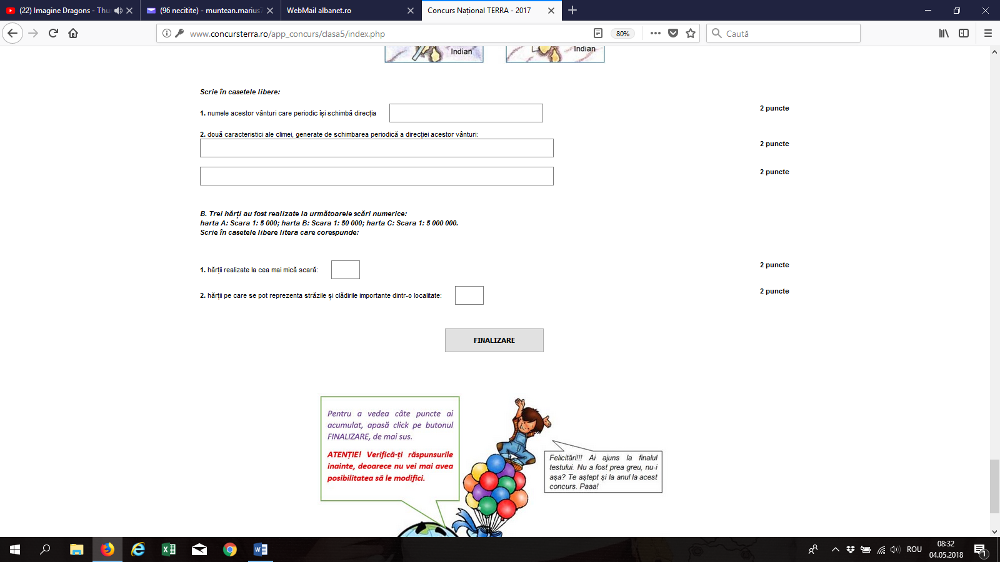 (22) Imagine Dragons - Thu
(96 necitite) - muntean.marius7
WebMail albanet.ro
Concurs Național TERRA - 2017
www.concursterra.ro/app_concurs/clasa5/index.php
80%
Caută
Indian
Indian
Scrie în casetele libere:
1. numele acestor vânturi care periodic își schimbă direcția
2 puncte
2. două caracteristici ale climei, generate de schimbarea periodică a direcției acestor vânturi:
2 puncte
2 puncte
B. Trei hărți au fost realizate la următoarele scări numerice:
harta A: Scara 1: 5 000; harta B: Scara 1: 50 000; harta C: Scara 1: 5 000 000.
Scrie în casetele libere litera care corespunde:
1. hărții realizate la cea mai mică scară:
2 puncte
2. hărții pe care se pot reprezenta străzile și clădirile importante dintr-o localitate:
2 puncte
FINALIZARE
Pentru a vedea câte puncte ai
acumulat, apasă click pe butonul
FINALIZARE, de mai sus.
ATENȚIE! Verifică-ți răspunsurile
inainte, deoarece nu vei mai avea
posibilitatea să le modifici.
Felicitări!!! Ai ajuns la finalul
testului. Nu a fost prea greu, nu-i
așa? Te aștept și la anul la acest
concurs. Paaa!
ROU
08:32
04.05.2018
1